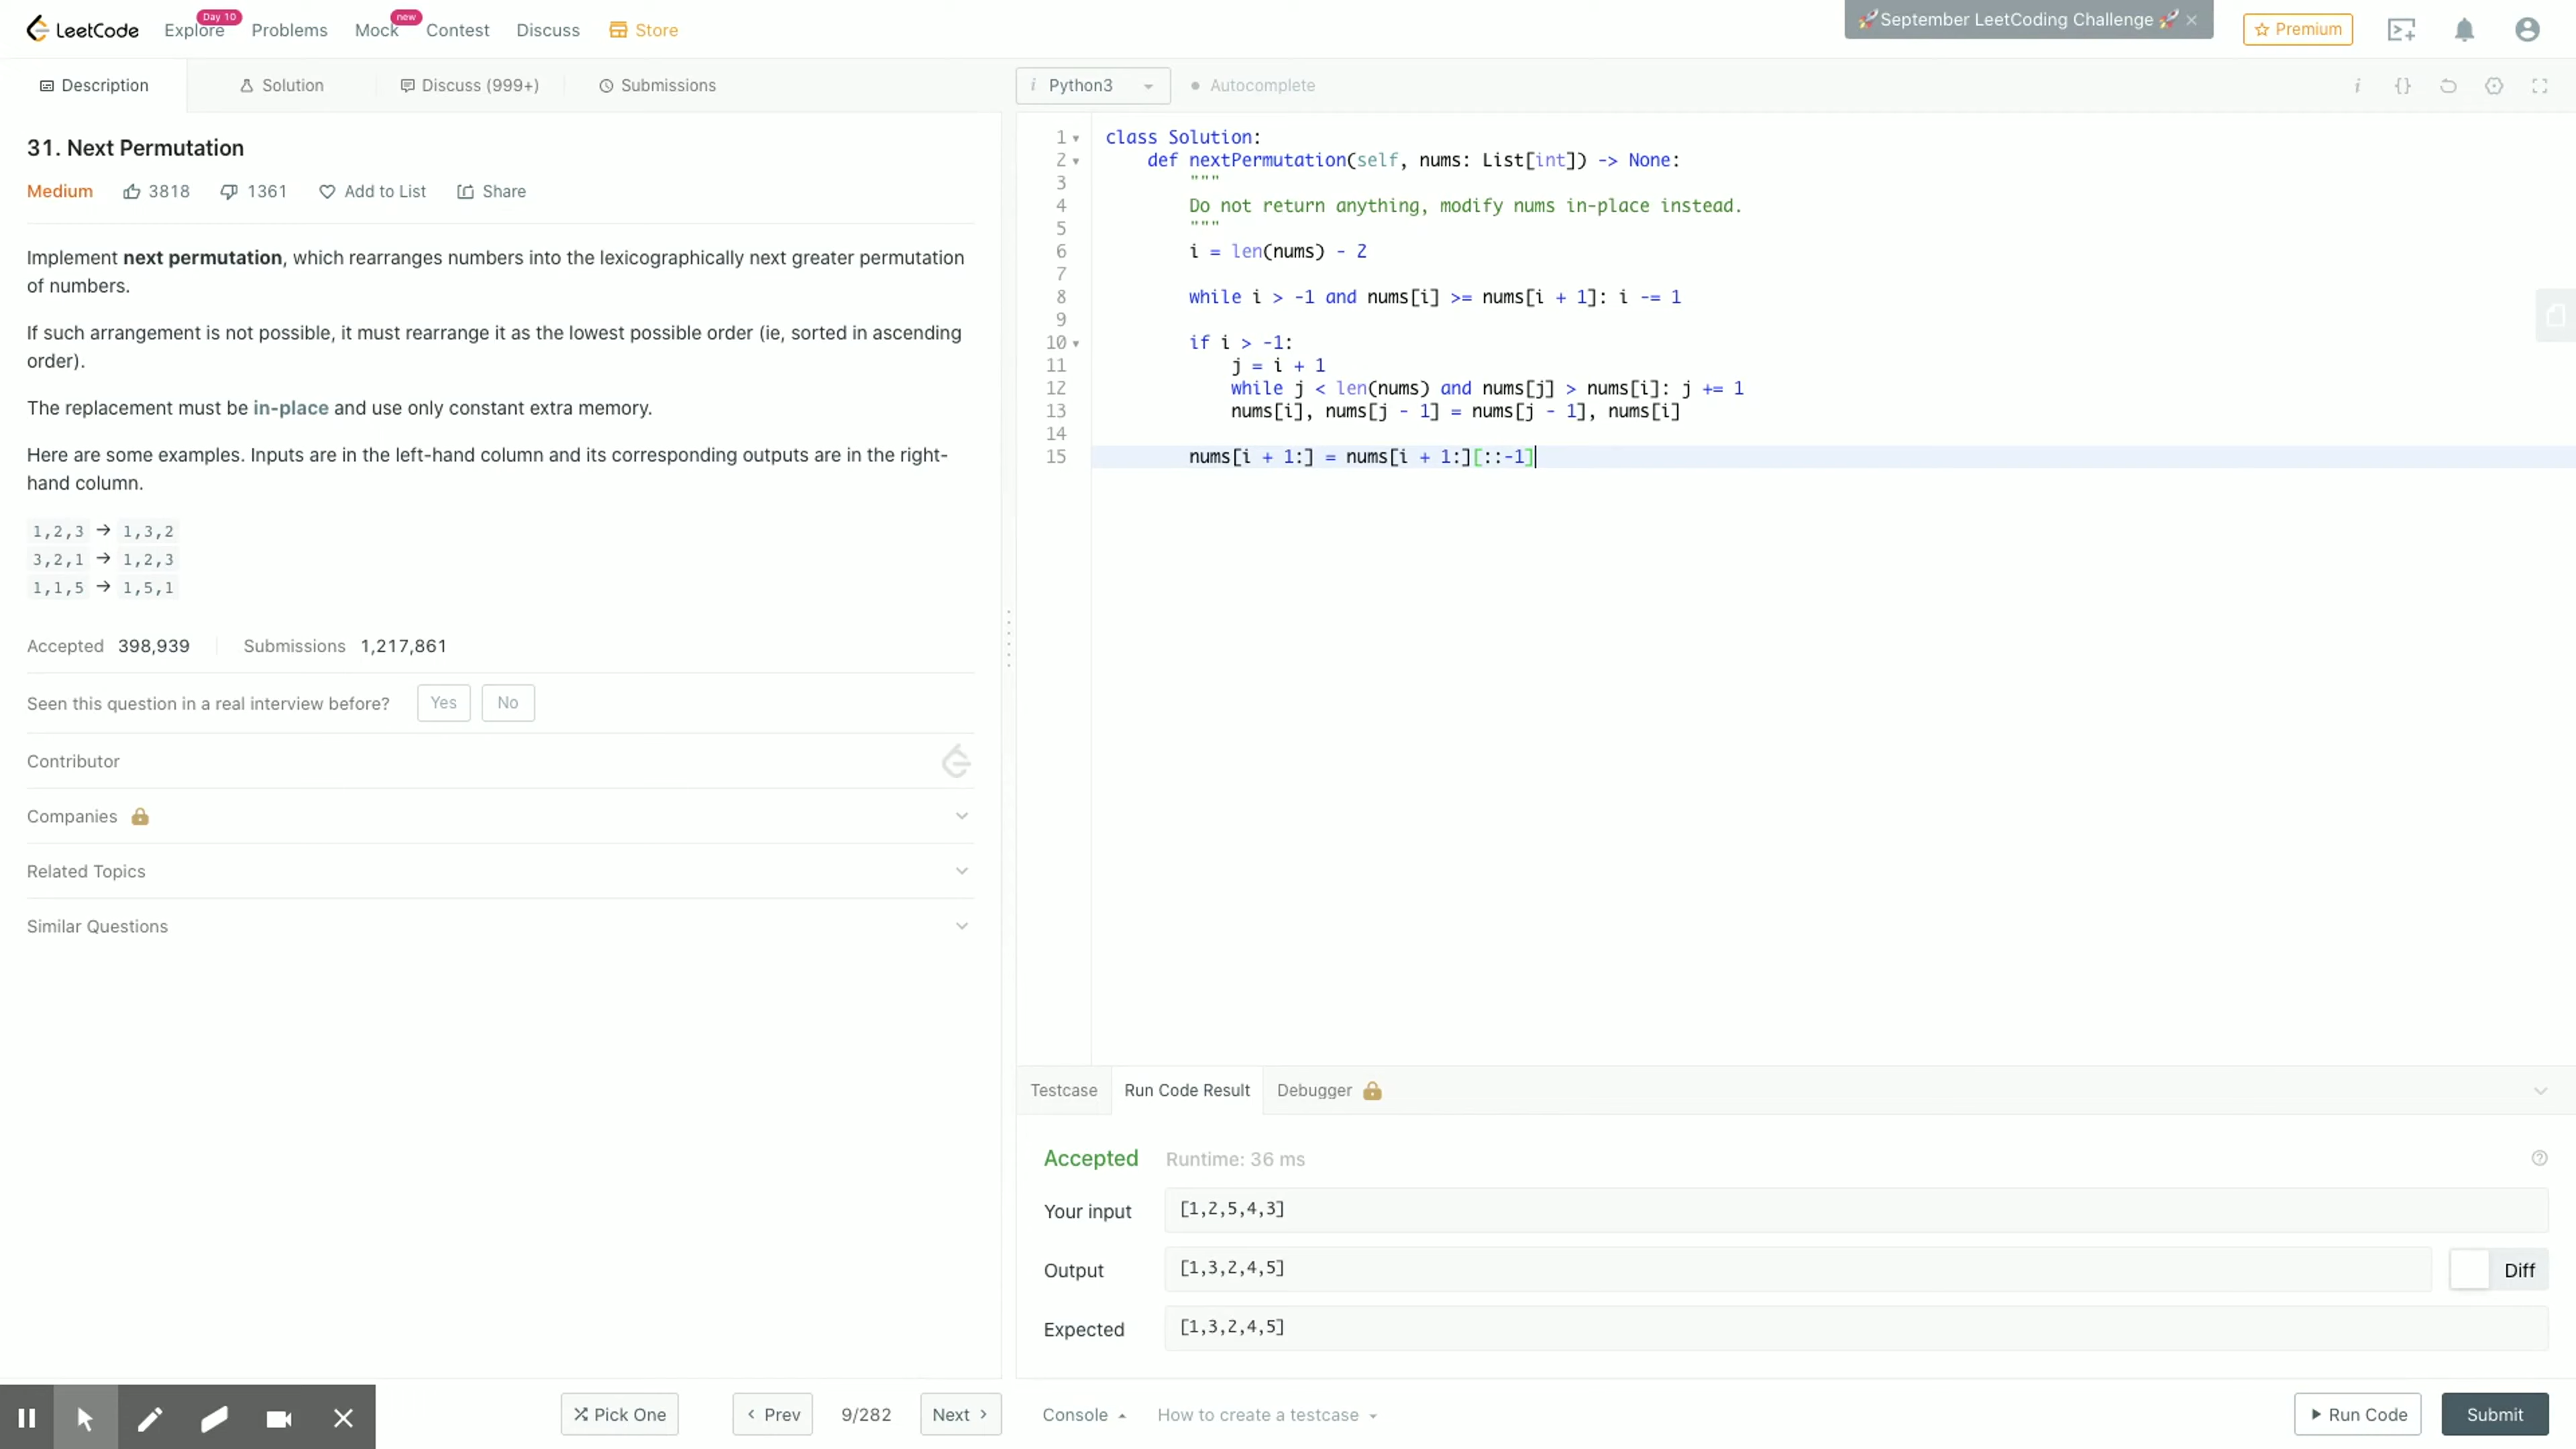 LeetCode
Explore
Day 10
Problems
Mock
new
Contest
Discuss
Store
🚀September LeetCoding Challenge 🚀 ×
Premium
Description
Solution
Discuss (999+)
Submissions
i Python3
Autocomplete
31. Next Permutation
Medium 3818 1361 Add to List Share
Implement next permutation, which rearranges numbers into the lexicographically next greater permutation
of numbers.
If such arrangement is not possible, it must rearrange it as the lowest possible order (ie, sorted in ascending
order).
The replacement must be in-place and use only constant extra memory.
Here are some examples. Inputs are in the left-hand column and its corresponding outputs are in the right-
hand column.
1,2,3 → 1,3,2
3,2,1 → 1,2,3
1,1,5 → 1,5,1
Accepted 398,939 Submissions 1,217,861
Seen this question in a real interview before? Yes No
Contributor
Companies
Related Topics
Similar Questions
1 class Solution:
2 def nextPermutation(self, nums: List[int]) -> None:
3 """
4 Do not return anything, modify nums in-place instead.
5 """
6 i = len(nums) - 2
7
8 while i > -1 and nums[i] >= nums[i + 1]: i -= 1
9
10 if i > -1:
11 j = i + 1
12 while j < len(nums) and nums[j] > nums[i]: j += 1
13 nums[i], nums[j - 1] = nums[j - 1], nums[i]
14
15 nums[i + 1:] = nums[i + 1:][::-1]
Testcase Run Code Result Debugger
Accepted Runtime: 36 ms
Your input [1,2,5,4,3]
Output [1,3,2,4,5] Diff
Expected [1,3,2,4,5]
Pick One
‹ Prev
9/282
Next ›
Console
How to create a testcase
Run Code
Submit